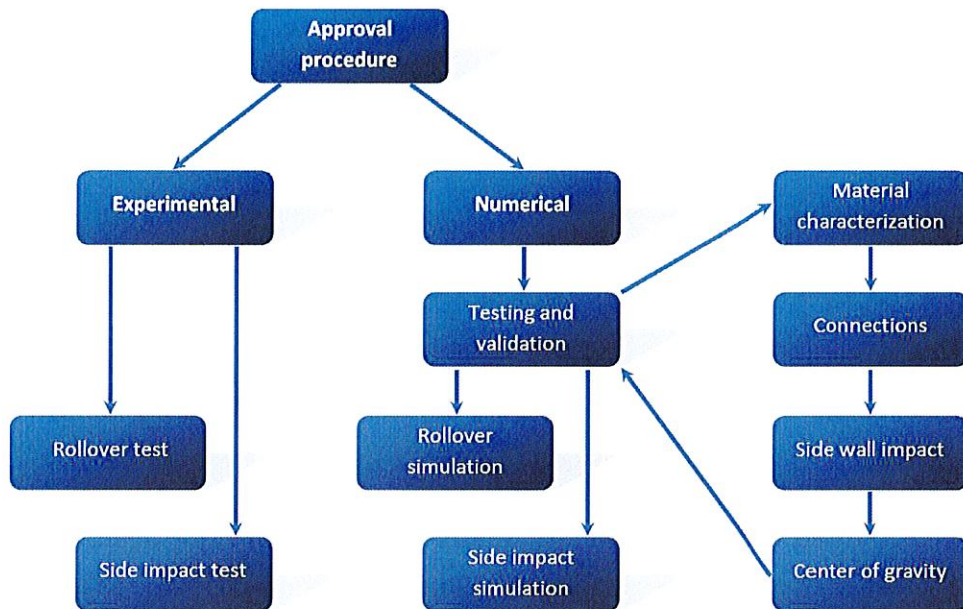 Approval
procedure
Experimental
Numerical
Material
characterization
Testing and
validation
Connections
Rollover test
Rollover
simulation
Side wall impact
Side impact test
Side impact
simulation
Center of gravity